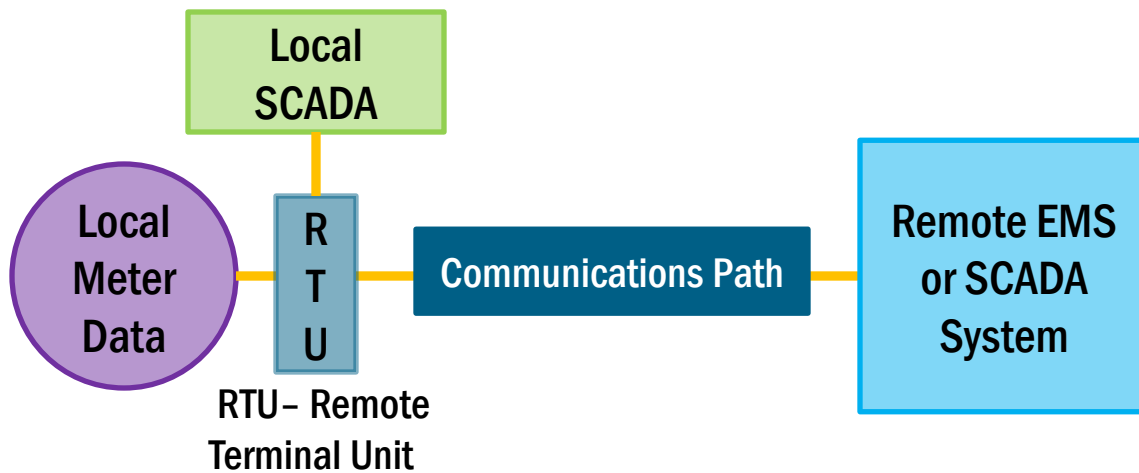 Local
SCADA
Local
Meter
Data
R
T
U
Communications Path
Remote EMS
or SCADA
System
RTU– Remote
Terminal Unit